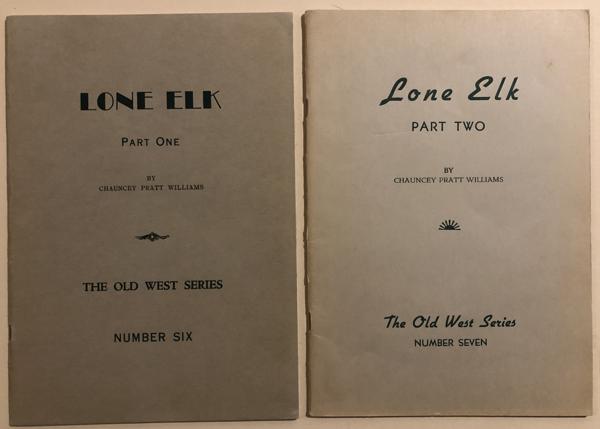 LONE ELK
PART ONE
BY
CHAUNCEY PRATT WILLIAMS
THE OLD WEST SERIES
NUMBER SIX
Lone Elk
PART TWO
BY
CHAUNCEY PRATT WILLIAMS
The Old West Series
NUMBER SEVEN